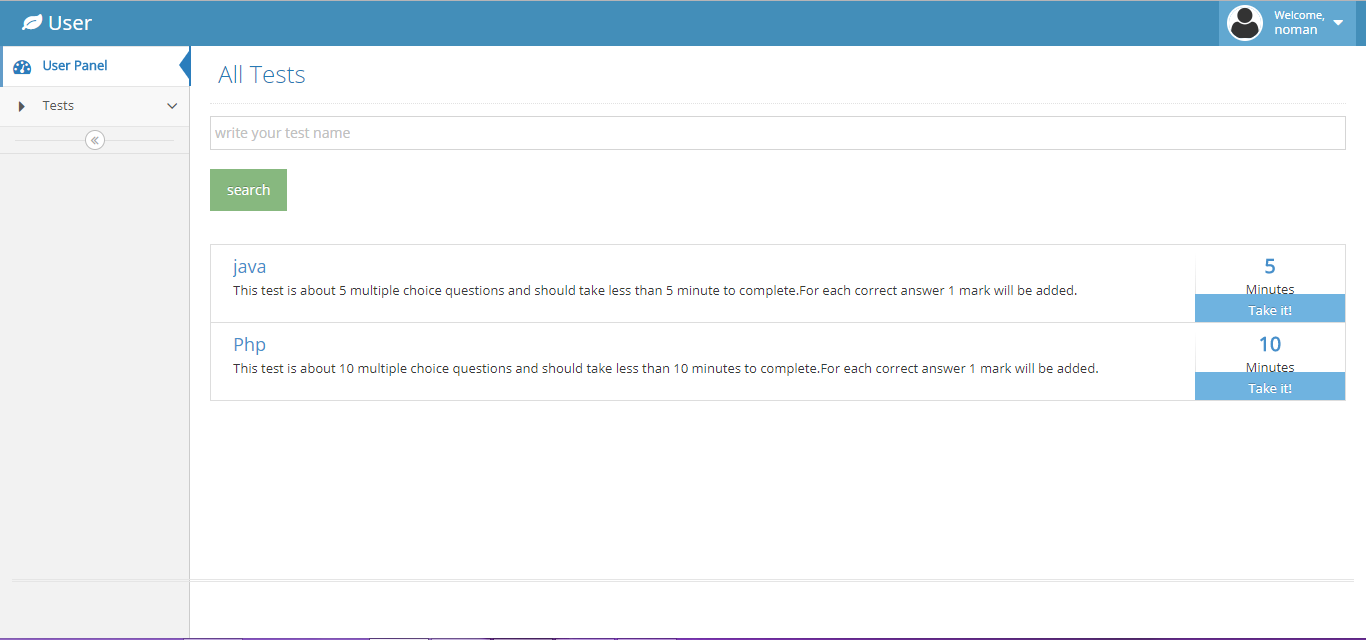 User
Welcome,
noman
User Panel
Tests
All Tests
write your test name
search
java
This test is about 5 multiple choice questions and should take less than 5 minute to complete.For each correct answer 1 mark will be added.
5
Minutes
Take it!
Php
This test is about 10 multiple choice questions and should take less than 10 minutes to complete.For each correct answer 1 mark will be added.
10
Minutes
Take it!